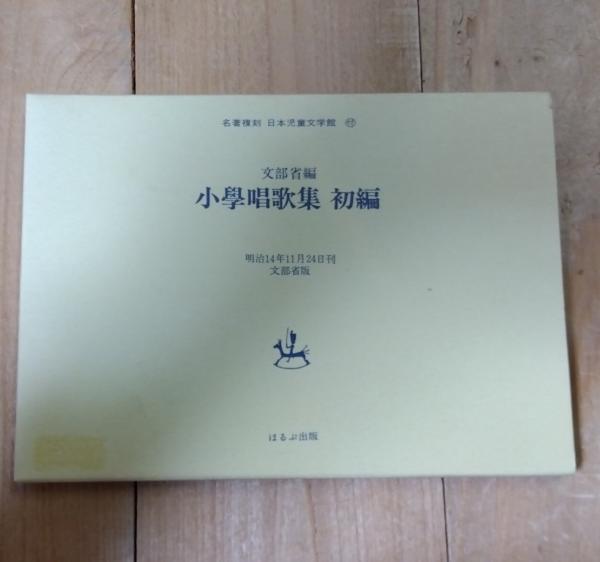 名著複刻 日本児童文学館
文部省編
小學唱歌集 初編
明治14年11月24日刊
文部省版
ほるぷ出版